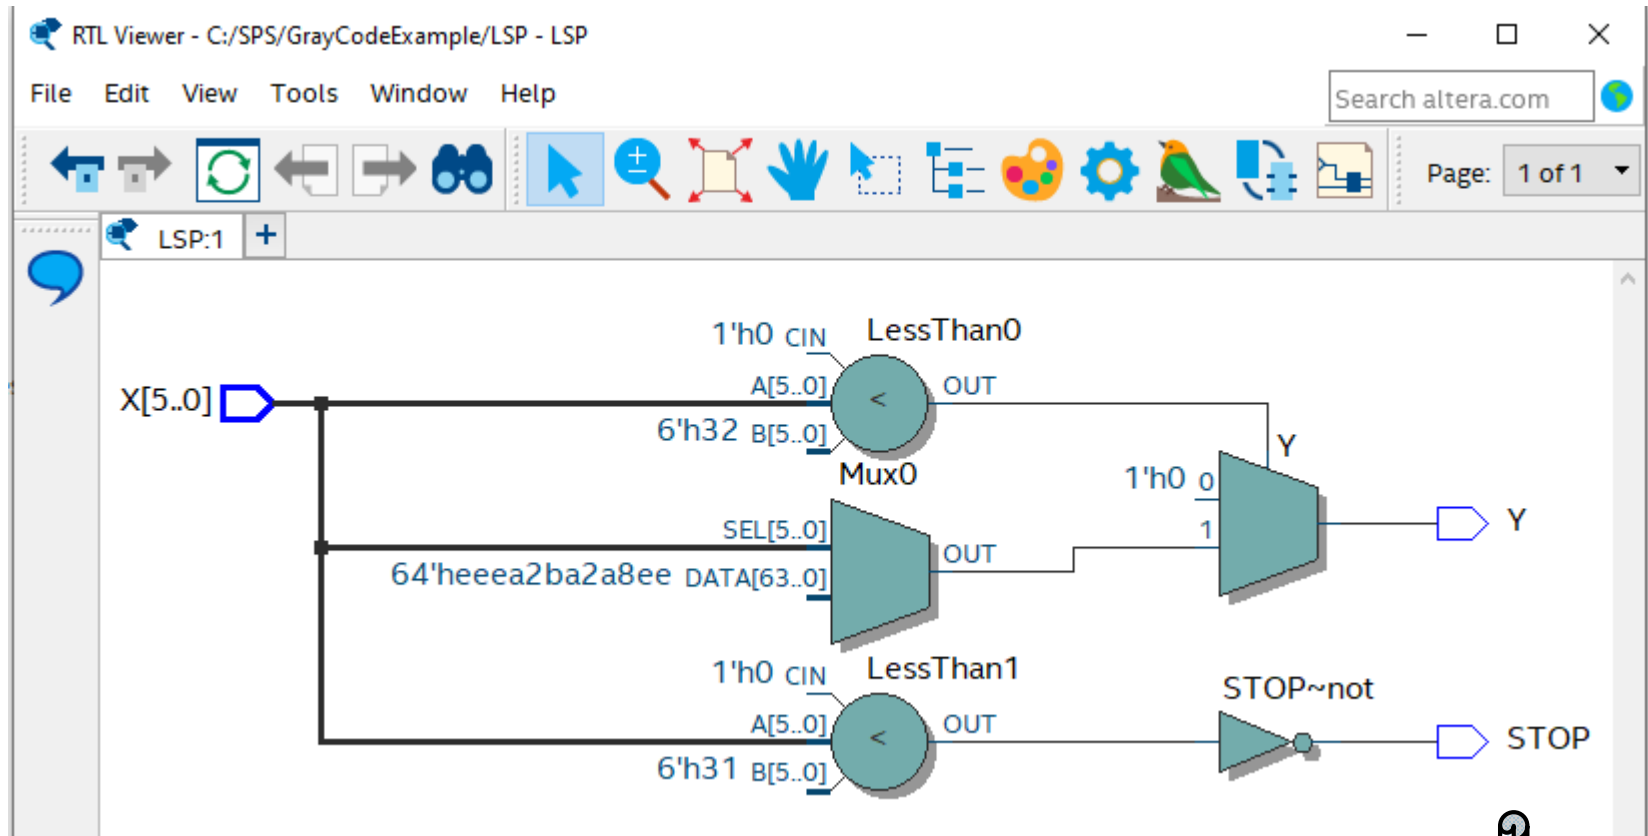 RTL Viewer - C:/SPS/GrayCodeExample/LSP - LSP
File Edit View Tools Window Help
Search altera.com
Page: 1 of 1
LSP:1 +
1'h0 CIN LessThan0
X[5..0] A[5..0] < OUT
6'h32 B[5..0]
Y
Mux0
1'h0 0
SEL[5..0]
1
Y
OUT
64'heeea2ba2a8ee DATA[63..0]
1'h0 CIN LessThan1
STOP~not
A[5..0] < OUT
STOP
6'h31 B[5..0]